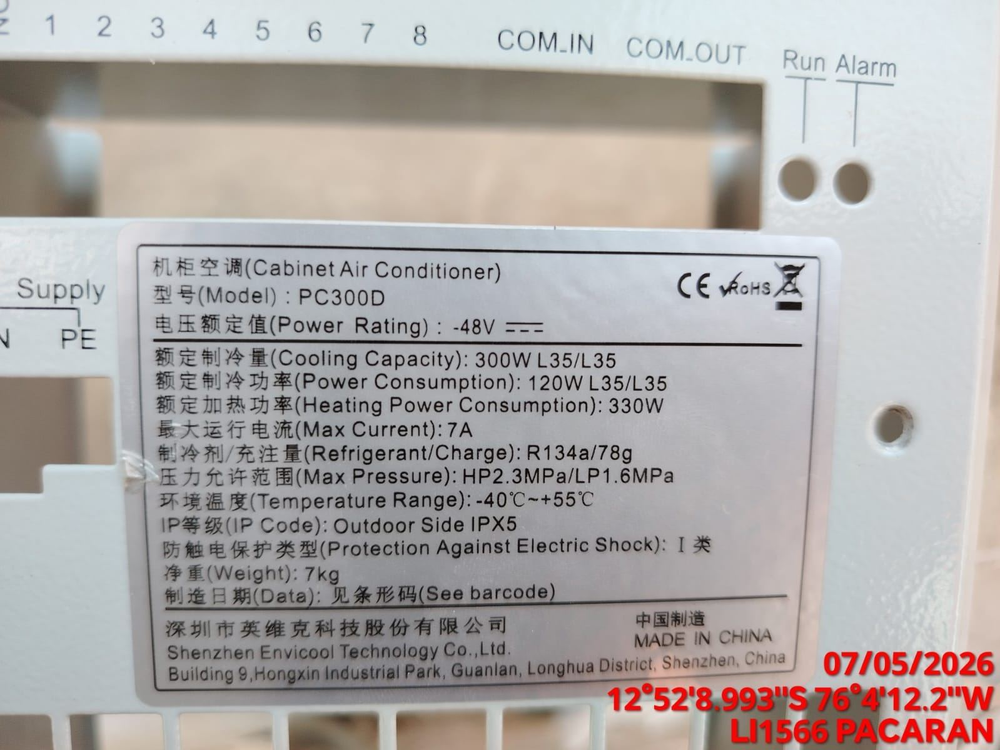 1 2 3 4 5 6 7 8 COM_IN COM_OUT Run Alarm
Supply
N PE
机柜空调(Cabinet Air Conditioner)
CE RoHS
型号(Model) : PC300D
电压额定值(Power Rating) : -48V
额定制冷量(Cooling Capacity): 300W L35/L35
额定制冷功率(Power Consumption): 120W L35/L35
额定加热功率(Heating Power Consumption): 330W
最大运行电流(Max Current): 7A
制冷剂/充注量(Refrigerant/Charge): R134a/78g
压力允许范围(Max Pressure): HP2.3MPa/LP1.6MPa
环境温度(Temperature Range): -40℃~+55℃
IP等级(IP Code): Outdoor Side IPX5
防触电保护类型(Protection Against Electric Shock): I 类
净重(Weight): 7kg
制造日期(Data): 见条形码(See barcode)
深圳市英维克科技股份有限公司
中国制造
MADE IN CHINA
Shenzhen Envicool Technology Co.,Ltd.
Building 9,Hongxin Industrial Park, Guanlan, Longhua District, Shenzhen, China
07/05/2026
12°52'8.993"S 76°4'12.2"W
LI1566 PACARAN